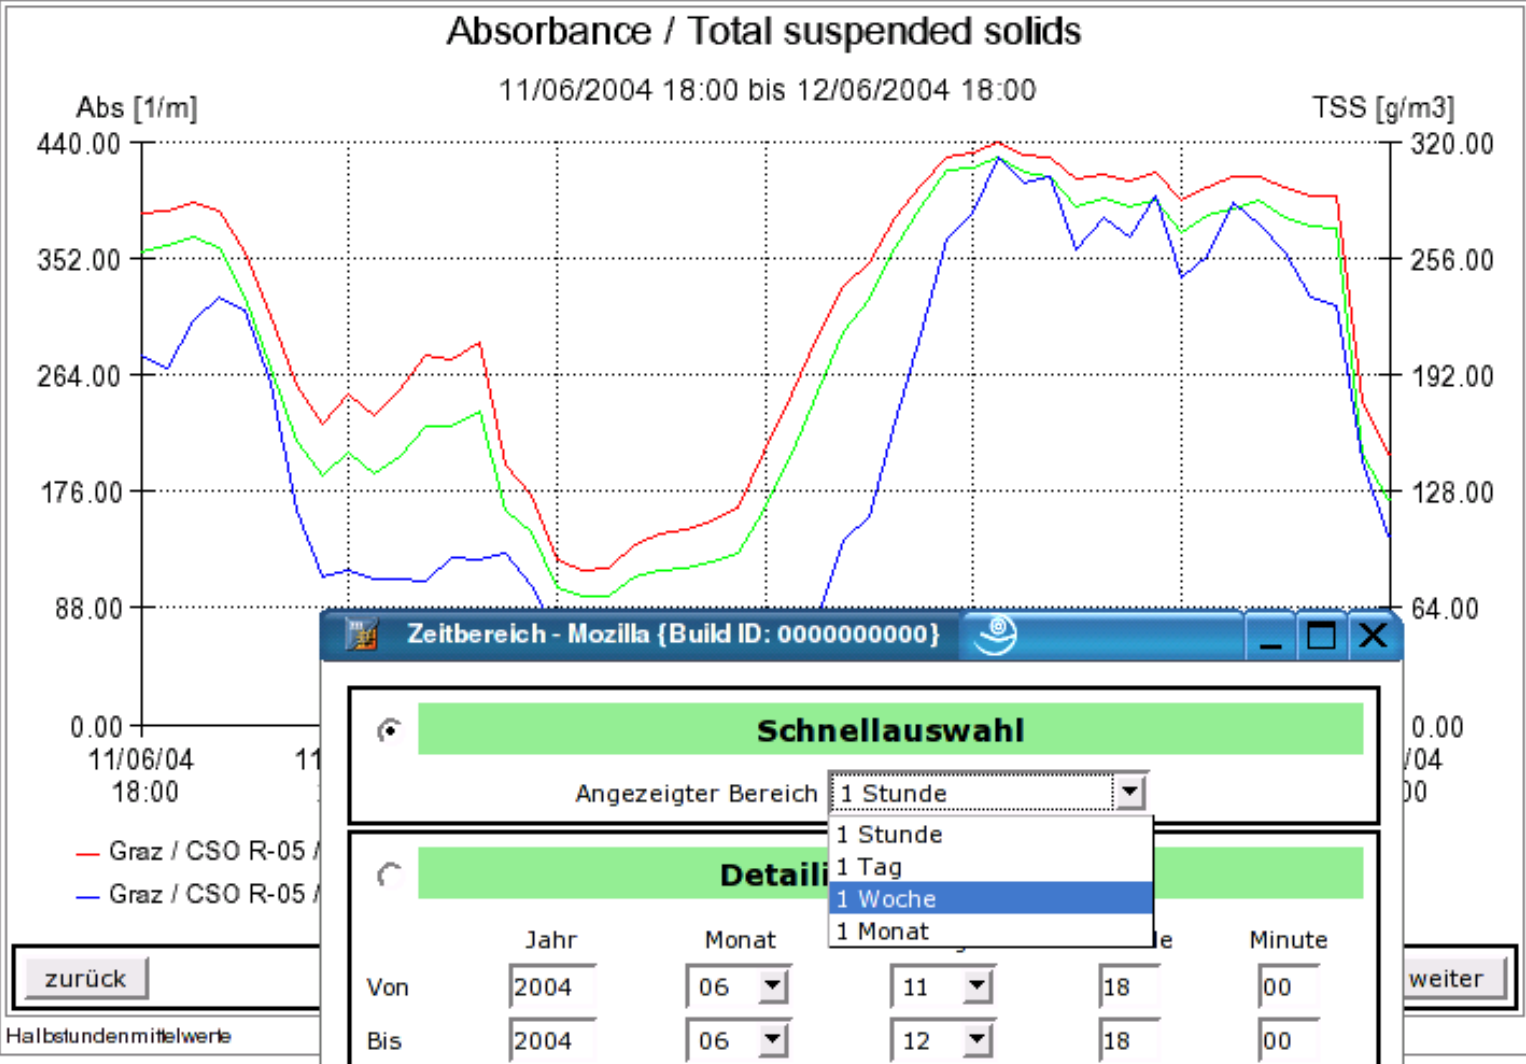 Absorbance / Total suspended solids
11/06/2004 18:00 bis 12/06/2004 18:00
Abs [1/m]
TSS [g/m3]
440.00
320.00
352.00
256.00
264.00
192.00
176.00
128.00
88.00
64.00
Zeitbereich - Mozilla {Build ID: 0000000000}
0.00
0.00
11/06/04
11
/04
18:00
00
Schnellauswahl
Angezeigter Bereich 1 Stunde
1 Stunde
1 Tag
1 Woche
1 Monat
Graz / CSO R-05 /
Graz / CSO R-05 /
Detaili
Jahr Monat Minute
zurück
weiter
Von 2004 06 11 18 00
Bis 2004 06 12 18 00
Halbstundenmittelwerte